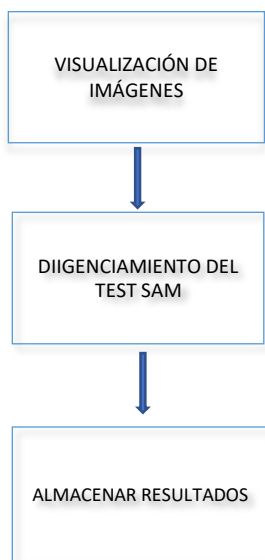 VISUALIZACIÓN DE
IMÁGENES
DIIGENCIAMIENTO DEL
TEST SAM
ALMACENAR RESULTADOS